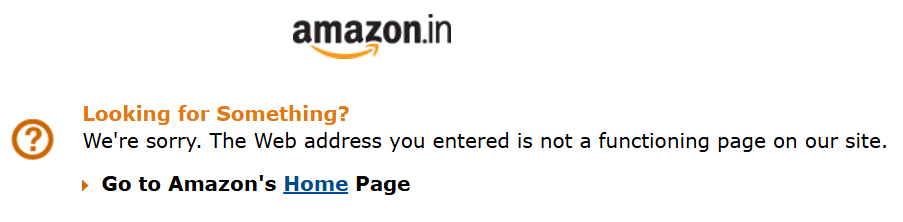 amazon.in
Looking for Something?
We're sorry. The Web address you entered is not a functioning page on our site.
Go to Amazon's Home Page